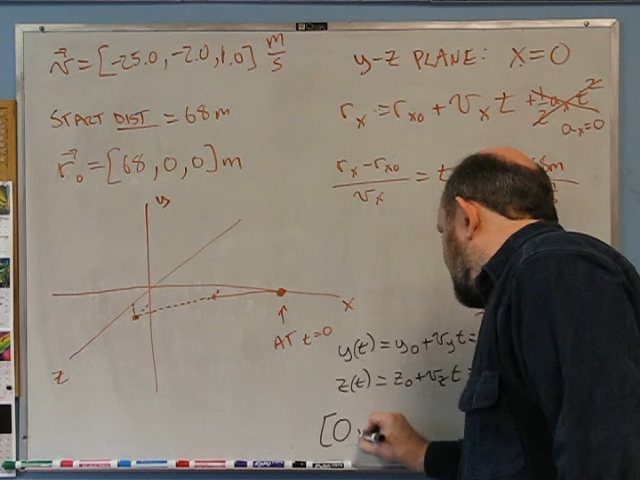 v⃗ = [-25.0, -2.0, 1.0] m/s
START DIST = 68m
r⃗₀ = [68, 0, 0] m
y
x
z
AT t=0
y-z PLANE: x=0
rₓ = rₓ₀ + vₓt + ½aₓt²
aₓ=0
(rₓ - rₓ₀)/vₓ = t
y(t) = y₀ + v_y t =
z(t) = z₀ + v_z t =
[0,